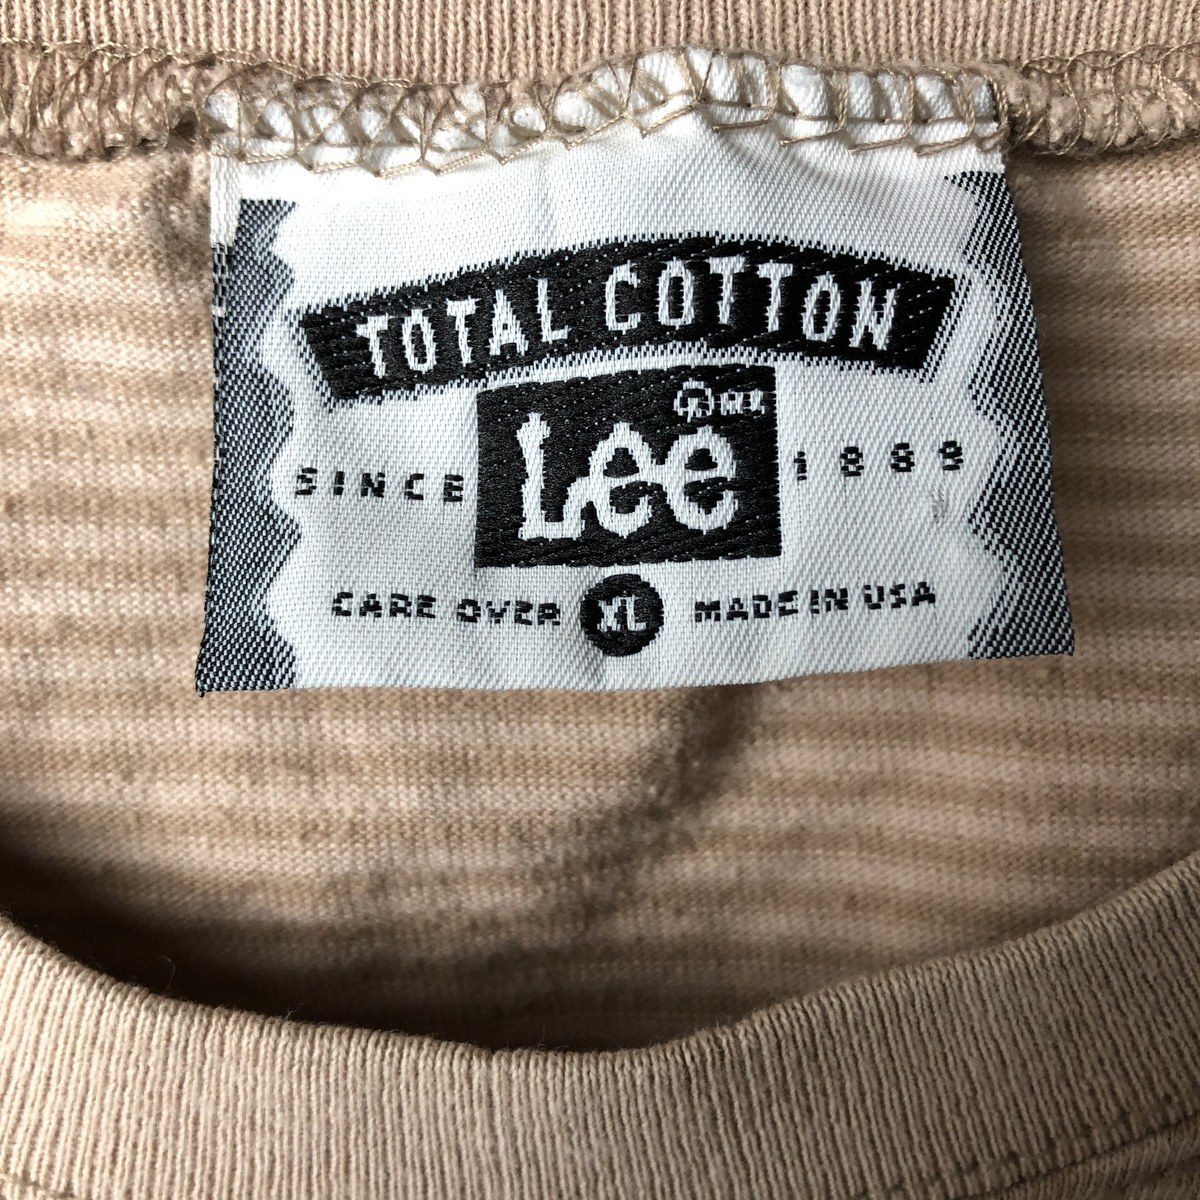 TOTAL COTTON
Lee
SINCE 1889
CARE OVER XL MADE IN USA